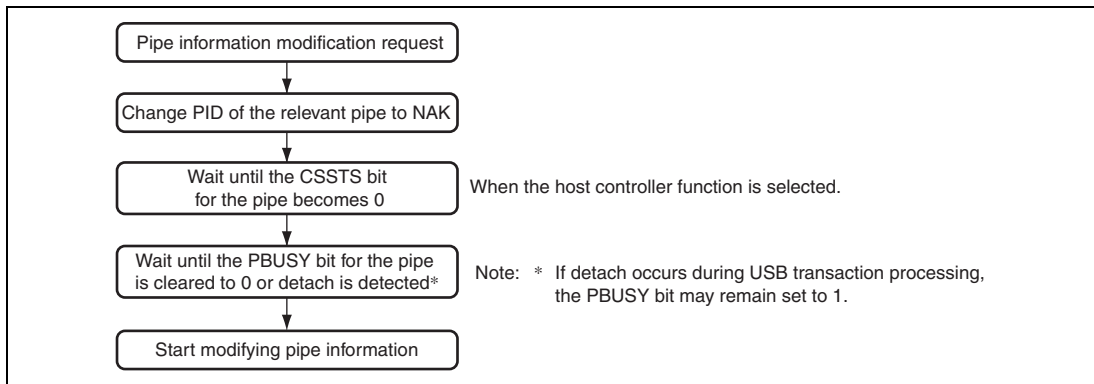 Pipe information modification request
Change PID of the relevant pipe to NAK
Wait until the CSSTS bit
for the pipe becomes 0
When the host controller function is selected.
Wait until the PBUSY bit for the pipe
is cleared to 0 or detach is detected*
Note: * If detach occurs during USB transaction processing,
the PBUSY bit may remain set to 1.
Start modifying pipe information